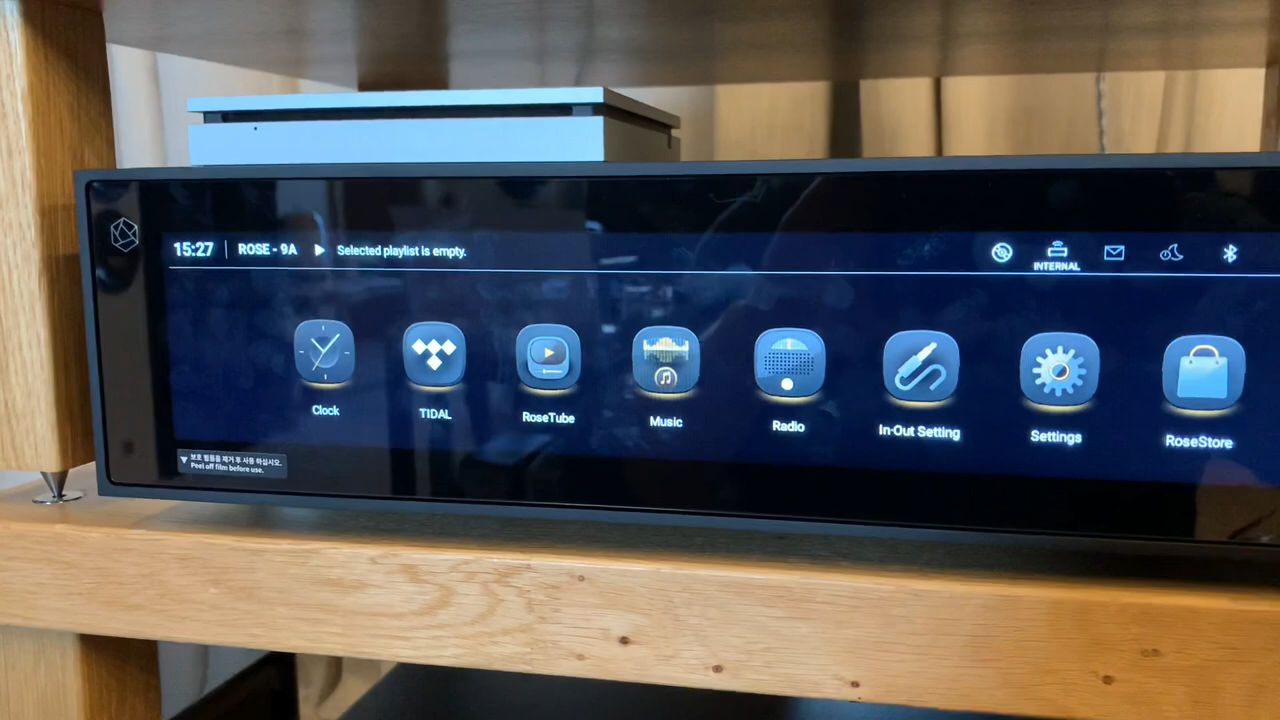 15:27 ROSE - 9A Selected playlist is empty.
INTERNAL
Clock
TIDAL
RoseTube
Music
Radio
In-Out Setting
Settings
RoseStore
보호 필름을 제거 후 사용 하십시오.
Peel off film before use.